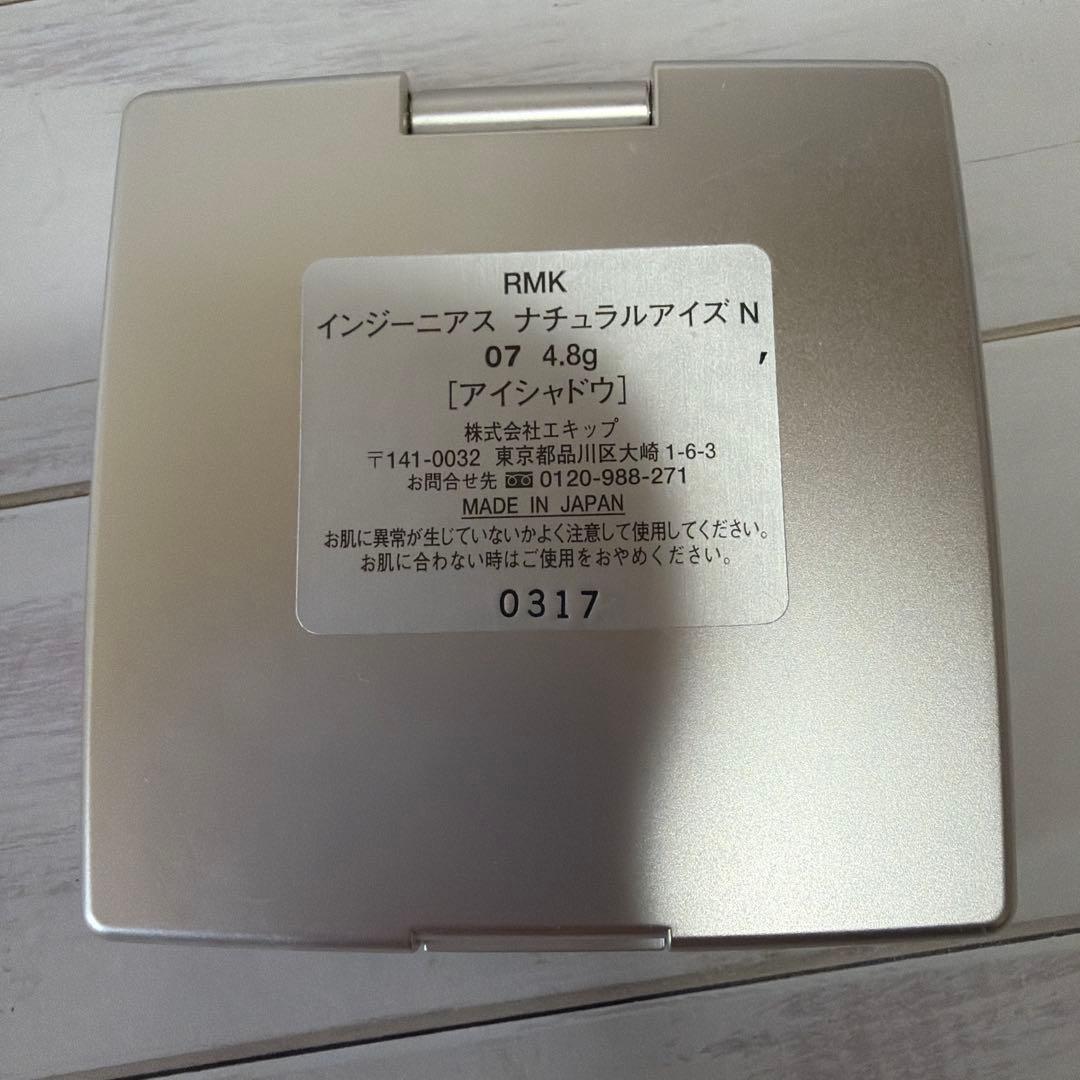 RMK
インジーニアス ナチュラルアイズ N
07 4.8g
[アイシャドウ]
株式会社エキップ
〒141-0032 東京都品川区大崎1-6-3
お問合せ先 0120-988-271
MADE IN JAPAN
お肌に異常が生じていないかよく注意して使用してください。
お肌に合わない時はご使用をおやめください。
0317